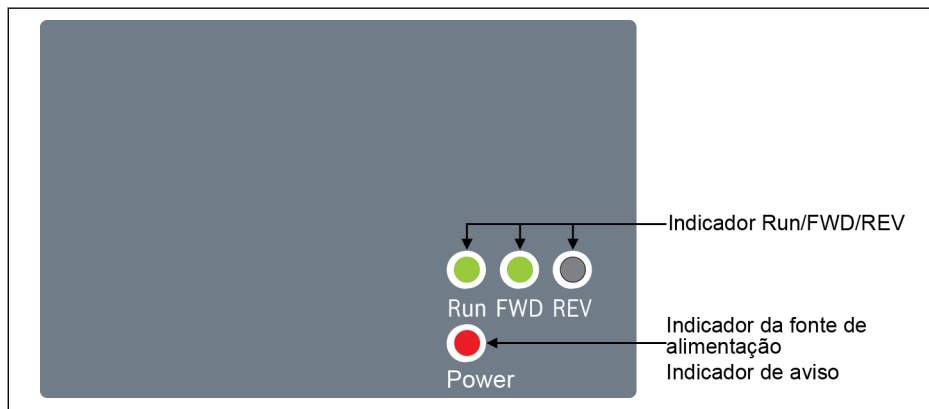 Indicador Run/FWD/REV
Run FWD REV
Indicador da fonte de
alimentação
Indicador de aviso
Power